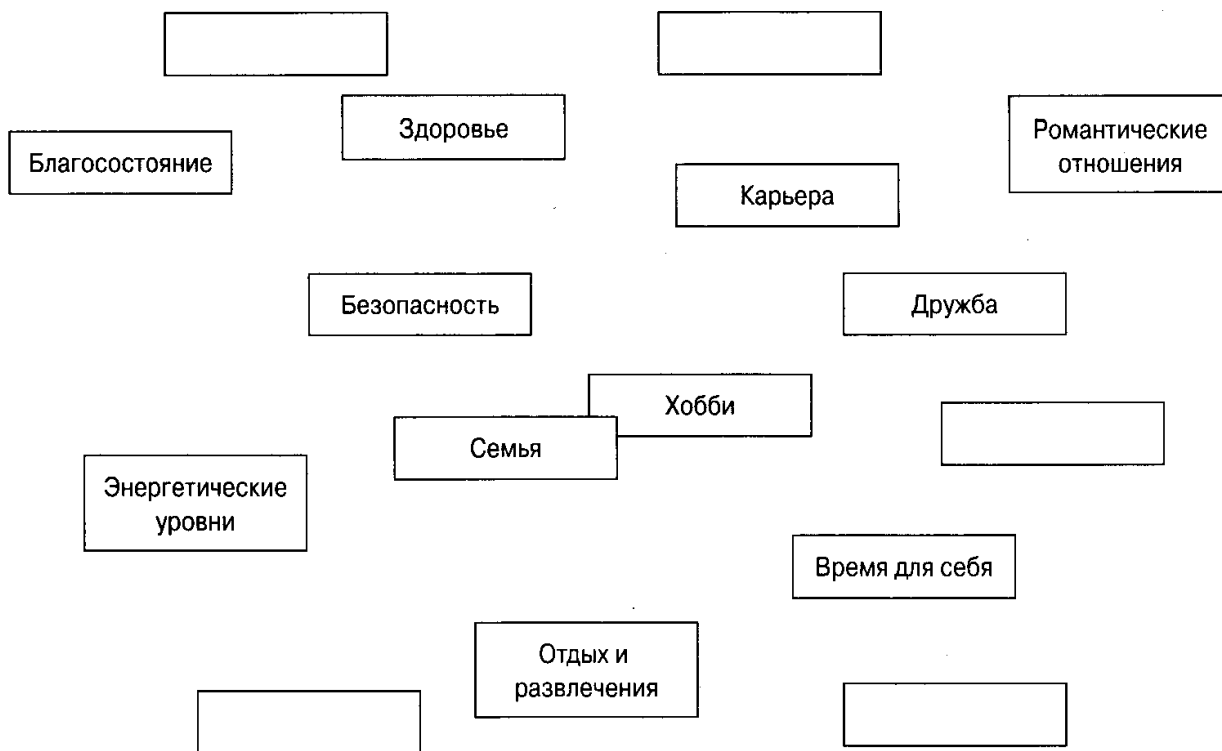 Здоровье
Благосостояние
Романтические
отношения
Карьера
Безопасность
Дружба
Хобби
Семья
Энергетические
уровни
Время для себя
Отдых и
развлечения